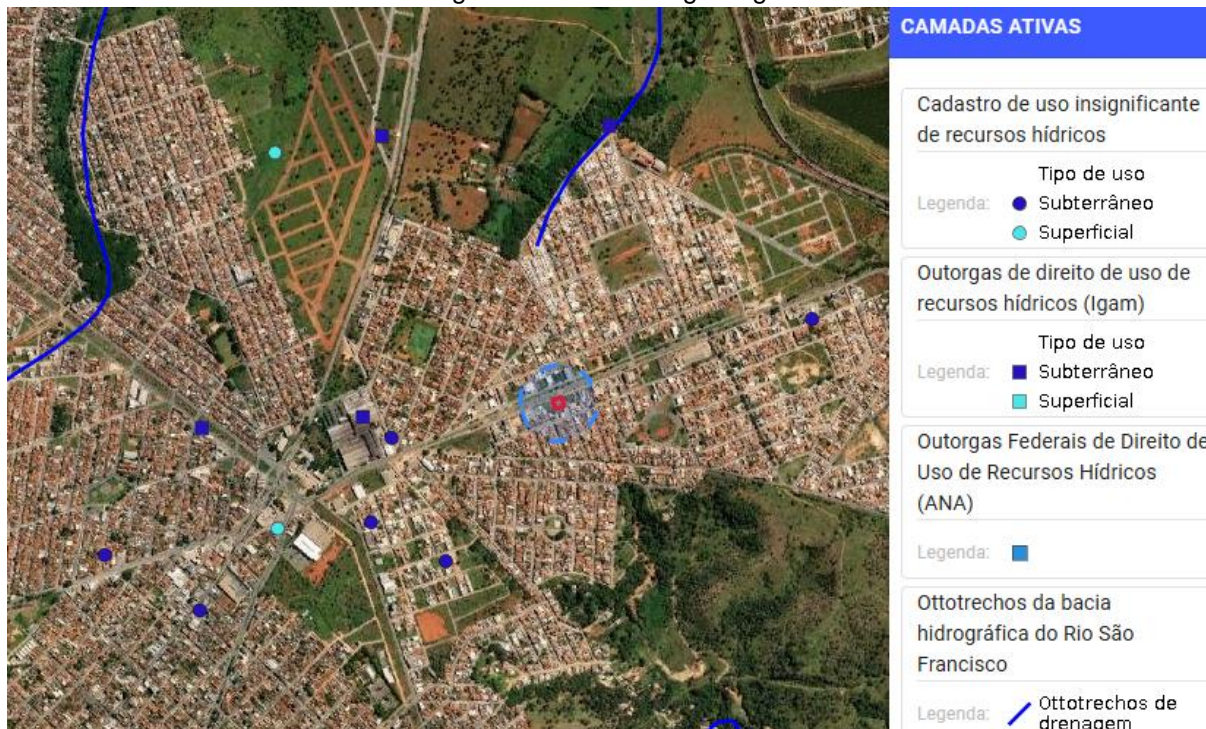 CAMADAS ATIVAS
Cadastro de uso insignificante
de recursos hídricos
Tipo de uso
Legenda: Subterrâneo
Superficial
Outorgas de direito de uso de
recursos hídricos (Igam)
Tipo de uso
Legenda: Subterrâneo
Superficial
Outorgas Federais de Direito de
Uso de Recursos Hídricos
(ANA)
Legenda:
Ottotrechos da bacia
hidrográfica do Rio São
Francisco
Legenda: Ottotrechos de
drenagem